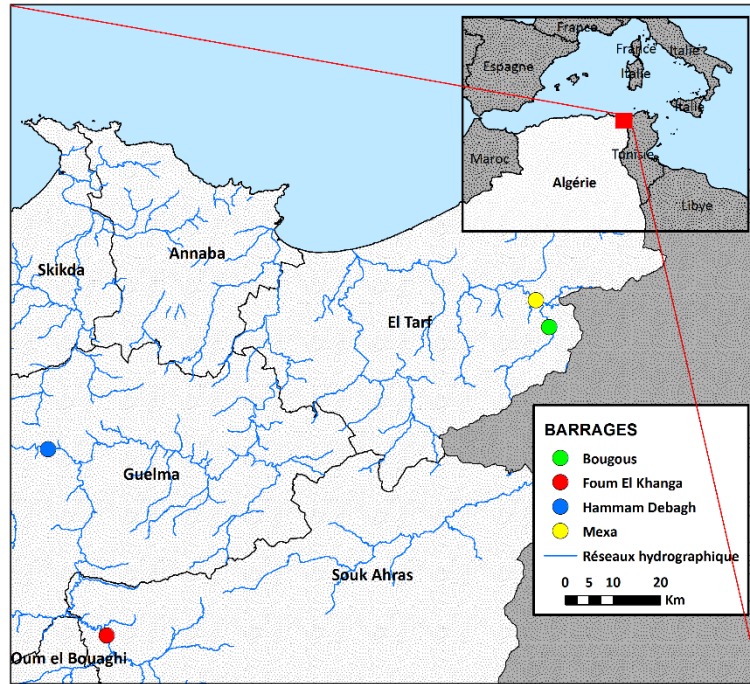 France
France
Italie
Espagne
Italie
Italie
Maroc
Tunisie
Algérie
Libye
Skikda
Annaba
El Tarf
Guelma
Souk Ahras
Oum el Bouaghi
BARRAGES
Bougous
Foum El Khanga
Hammam Debagh
Mexa
Réseaux hydrographique
0 5 10 20
Km